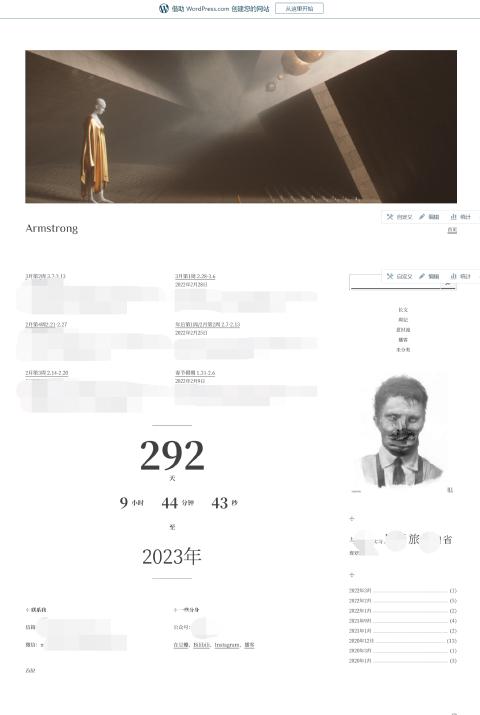 借助 WordPress.com 创建您的网站
从这里开始
Armstrong
自定义 编辑 统计
首页
3月第2周 2.7-3.13
3月第1周 2.28-3.6
2022年2月28日
2月第4周2.21-2.27
年后第1周/2月第2周 2.7-2.13
2022年2月25日
2月第3周 2.14-2.20
春节假期 1.31-2.6
2022年2月9日
292
天
9 小时 44 分钟 43 秒
至
2023年
联系我
微信:
一些分身
公众号:
豆瓣、Bilibili、Instagram、播客
自定义 编辑 统计
长文
周记
播客
未分类
旅 省
2022年3月 (1)
2022年2月 (5)
2022年1月 (2)
2021年9月 (4)
2021年1月 (2)
2020年12月 (13)
2020年3月 (1)
2020年1月 (3)